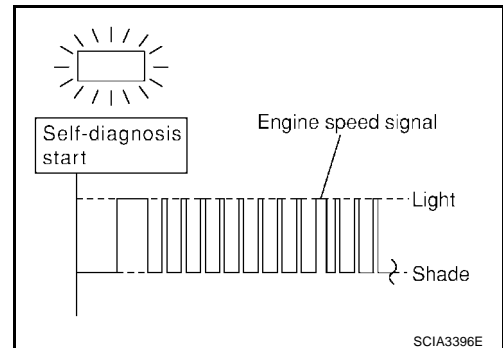 Self-diagnosis
start
Engine speed signal
Light
Shade
SCIA3396E